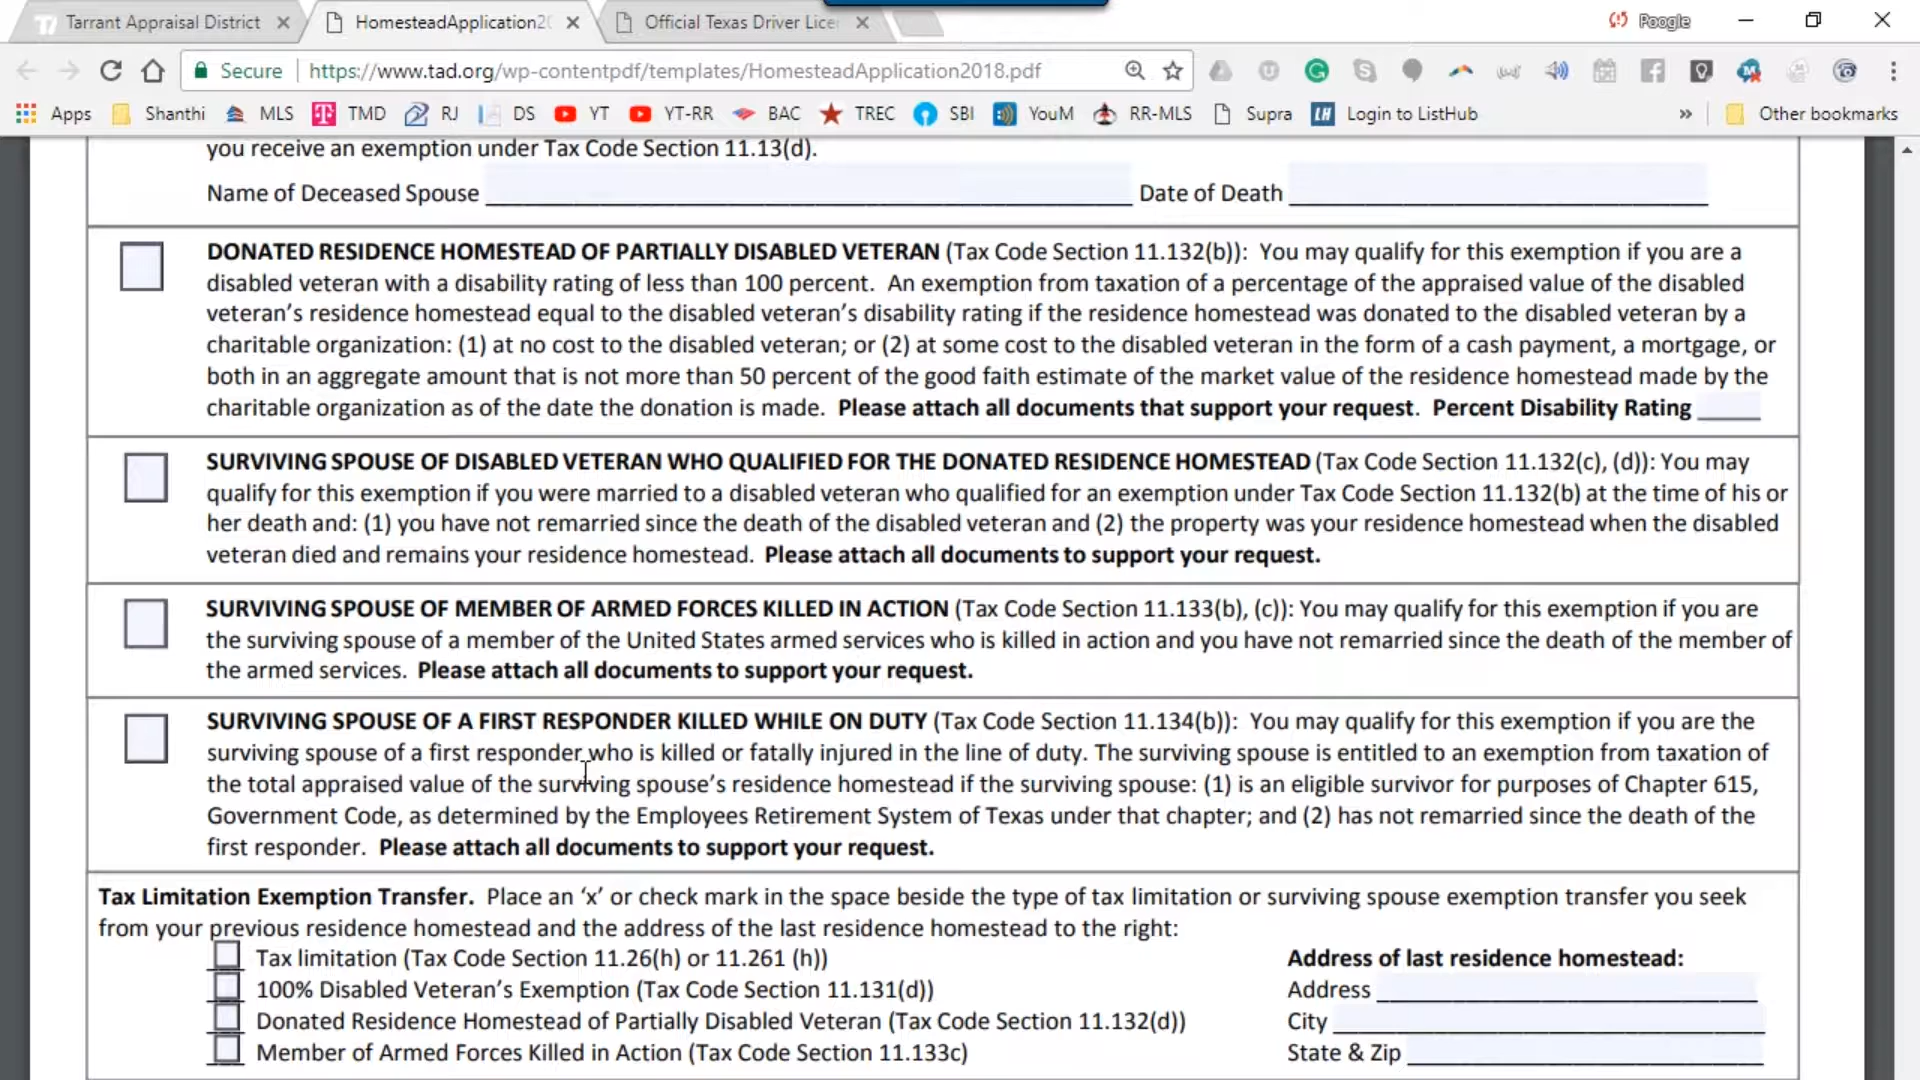 Tarrant Appraisal District
HomesteadApplication20
Official Texas Driver Licen
Poogle
Secure
https://www.tad.org/wp-contentpdf/templates/HomesteadApplication2018.pdf
Apps Shanthi MLS TMD RJ DS YT YT-RR BAC TREC SBI YouM RR-MLS Supra LH Login to ListHub » Other bookmarks
you receive an exemption under Tax Code Section 11.13(d).
Name of Deceased Spouse Date of Death
DONATED RESIDENCE HOMESTEAD OF PARTIALLY DISABLED VETERAN (Tax Code Section 11.132(b)): You may qualify for this exemption if you are a
disabled veteran with a disability rating of less than 100 percent. An exemption from taxation of a percentage of the appraised value of the disabled
veteran’s residence homestead equal to the disabled veteran’s disability rating if the residence homestead was donated to the disabled veteran by a
charitable organization: (1) at no cost to the disabled veteran; or (2) at some cost to the disabled veteran in the form of a cash payment, a mortgage, or
both in an aggregate amount that is not more than 50 percent of the good faith estimate of the market value of the residence homestead made by the
charitable organization as of the date the donation is made. Please attach all documents that support your request. Percent Disability Rating
SURVIVING SPOUSE OF DISABLED VETERAN WHO QUALIFIED FOR THE DONATED RESIDENCE HOMESTEAD (Tax Code Section 11.132(c), (d)): You may
qualify for this exemption if you were married to a disabled veteran who qualified for an exemption under Tax Code Section 11.132(b) at the time of his or
her death and: (1) you have not remarried since the death of the disabled veteran and (2) the property was your residence homestead when the disabled
veteran died and remains your residence homestead. Please attach all documents to support your request.
SURVIVING SPOUSE OF MEMBER OF ARMED FORCES KILLED IN ACTION (Tax Code Section 11.133(b), (c)): You may qualify for this exemption if you are
the surviving spouse of a member of the United States armed services who is killed in action and you have not remarried since the death of the member of
the armed services. Please attach all documents to support your request.
SURVIVING SPOUSE OF A FIRST RESPONDER KILLED WHILE ON DUTY (Tax Code Section 11.134(b)): You may qualify for this exemption if you are the
surviving spouse of a first responder who is killed or fatally injured in the line of duty. The surviving spouse is entitled to an exemption from taxation of
the total appraised value of the surviving spouse’s residence homestead if the surviving spouse: (1) is an eligible survivor for purposes of Chapter 615,
Government Code, as determined by the Employees Retirement System of Texas under that chapter; and (2) has not remarried since the death of the
first responder. Please attach all documents to support your request.
Tax Limitation Exemption Transfer. Place an ‘x’ or check mark in the space beside the type of tax limitation or surviving spouse exemption transfer you seek
from your previous residence homestead and the address of the last residence homestead to the right:
Tax limitation (Tax Code Section 11.26(h) or 11.261 (h))
100% Disabled Veteran’s Exemption (Tax Code Section 11.131(d))
Donated Residence Homestead of Partially Disabled Veteran (Tax Code Section 11.132(d))
Member of Armed Forces Killed in Action (Tax Code Section 11.133c)
Address of last residence homestead:
Address
City
State & Zip